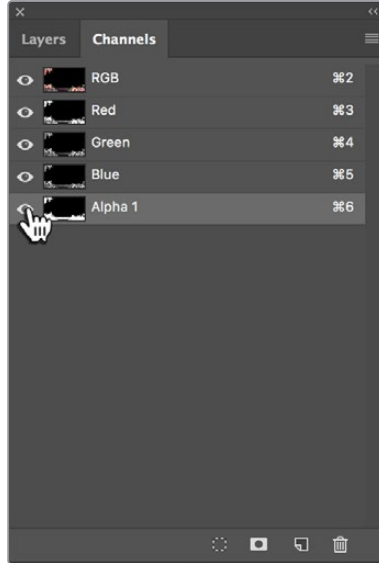 Layers Channels
RGB ⌘2
Red ⌘3
Green ⌘4
Blue ⌘5
Alpha 1 ⌘6